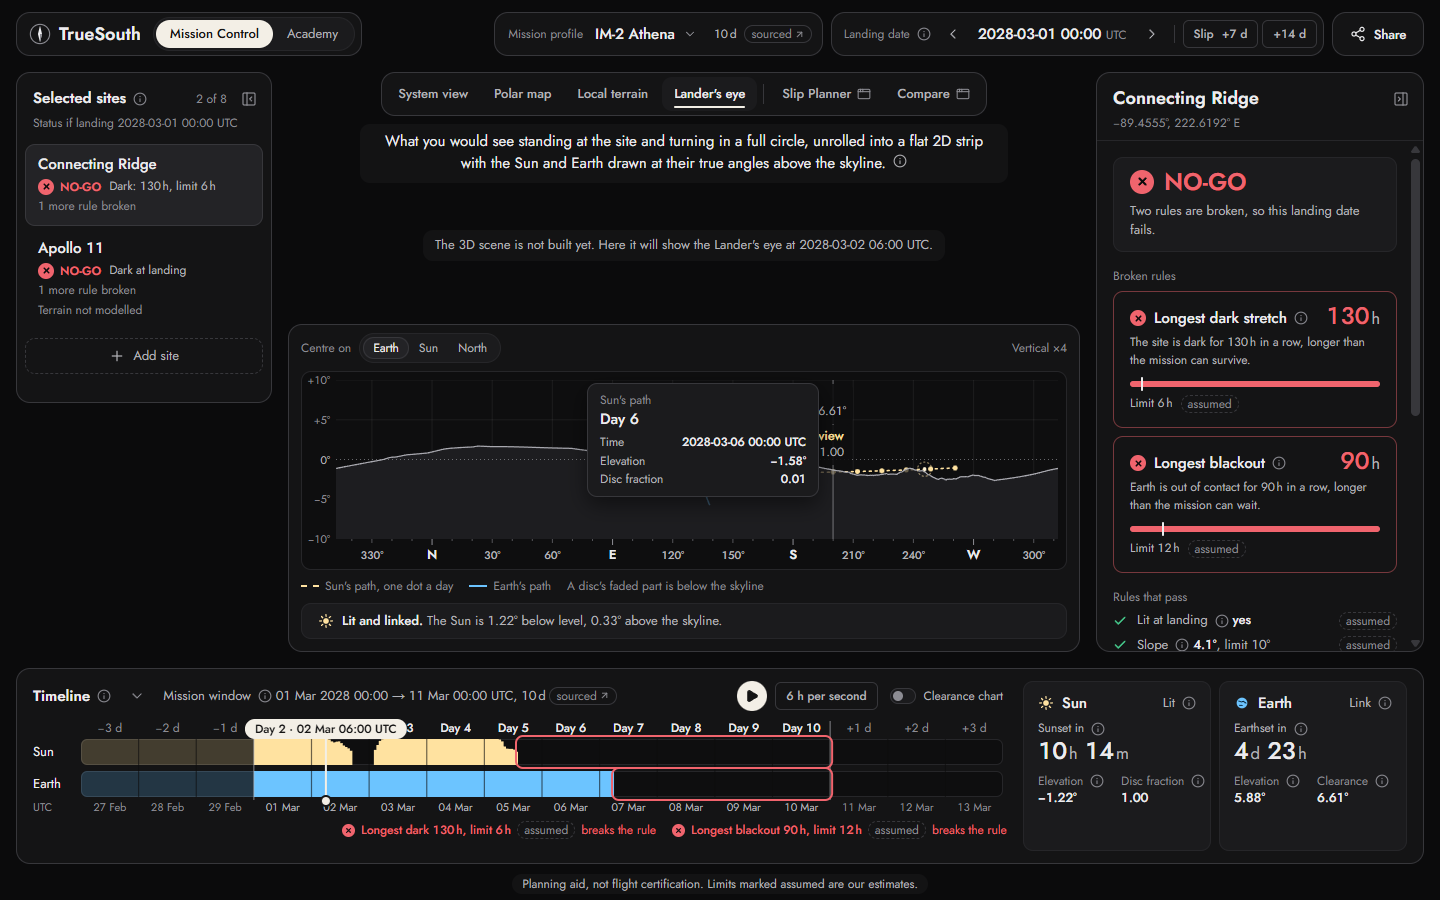 TrueSouth
Mission Control
Academy
Mission profile IM-2 Athena 10 d sourced ↗
Landing date 2028-03-01 00:00 UTC
Slip +7 d +14 d
Share
Selected sites 2 of 8
Status if landing 2028-03-01 00:00 UTC
Connecting Ridge
NO-GO Dark: 130 h, limit 6 h
1 more rule broken
Apollo 11
NO-GO Dark at landing
1 more rule broken
Terrain not modelled
+ Add site
System view
Polar map
Local terrain
Lander's eye
Slip Planner
Compare
What you would see standing at the site and turning in a full circle, unrolled into a flat 2D strip
with the Sun and Earth drawn at their true angles above the skyline.
The 3D scene is not built yet. Here it will show the Lander's eye at 2028-03-02 06:00 UTC.
Centre on Earth Sun North
Vertical ×4
+10°
+5°
0°
−5°
−10°
Sun's path
Day 6
Time 2028-03-06 00:00 UTC
Elevation −1.58°
Disc fraction 0.01
6.61°
view
1.00
330° N 30° 60° E 120° 150° S 210° 240° W 300°
Sun's path, one dot a day
Earth's path
A disc's faded part is below the skyline
Lit and linked. The Sun is 1.22° below level, 0.33° above the skyline.
Connecting Ridge
−89.4555°, 222.6192° E
NO-GO
Two rules are broken, so this landing date
fails.
Broken rules
Longest dark stretch 130 h
The site is dark for 130 h in a row, longer than
the mission can survive.
Limit 6 h assumed
Longest blackout 90 h
Earth is out of contact for 90 h in a row, longer
than the mission can wait.
Limit 12 h assumed
Rules that pass
Lit at landing yes assumed
Slope 4.1°, limit 10° assumed
Timeline
Mission window 01 Mar 2028 00:00 → 11 Mar 00:00 UTC, 10 d sourced ↗
6 h per second
Clearance chart
−3 d −2 d −1 d Day 2 · 02 Mar 06:00 UTC 3 Day 4 Day 5 Day 6 Day 7 Day 8 Day 9 Day 10 +1 d +2 d +3 d
Sun
Earth
UTC 27 Feb 28 Feb 29 Feb 01 Mar 02 Mar 03 Mar 04 Mar 05 Mar 06 Mar 07 Mar 08 Mar 09 Mar 10 Mar 11 Mar 12 Mar 13 Mar
Longest dark 130 h, limit 6 h assumed breaks the rule
Longest blackout 90 h, limit 12 h assumed breaks the rule
Sun Lit
Sunset in
10 h 14 m
Elevation Disc fraction
−1.22° 1.00
Earth Link
Earthset in
4 d 23 h
Elevation Clearance
5.88° 6.61°
Planning aid, not flight certification. Limits marked assumed are our estimates.